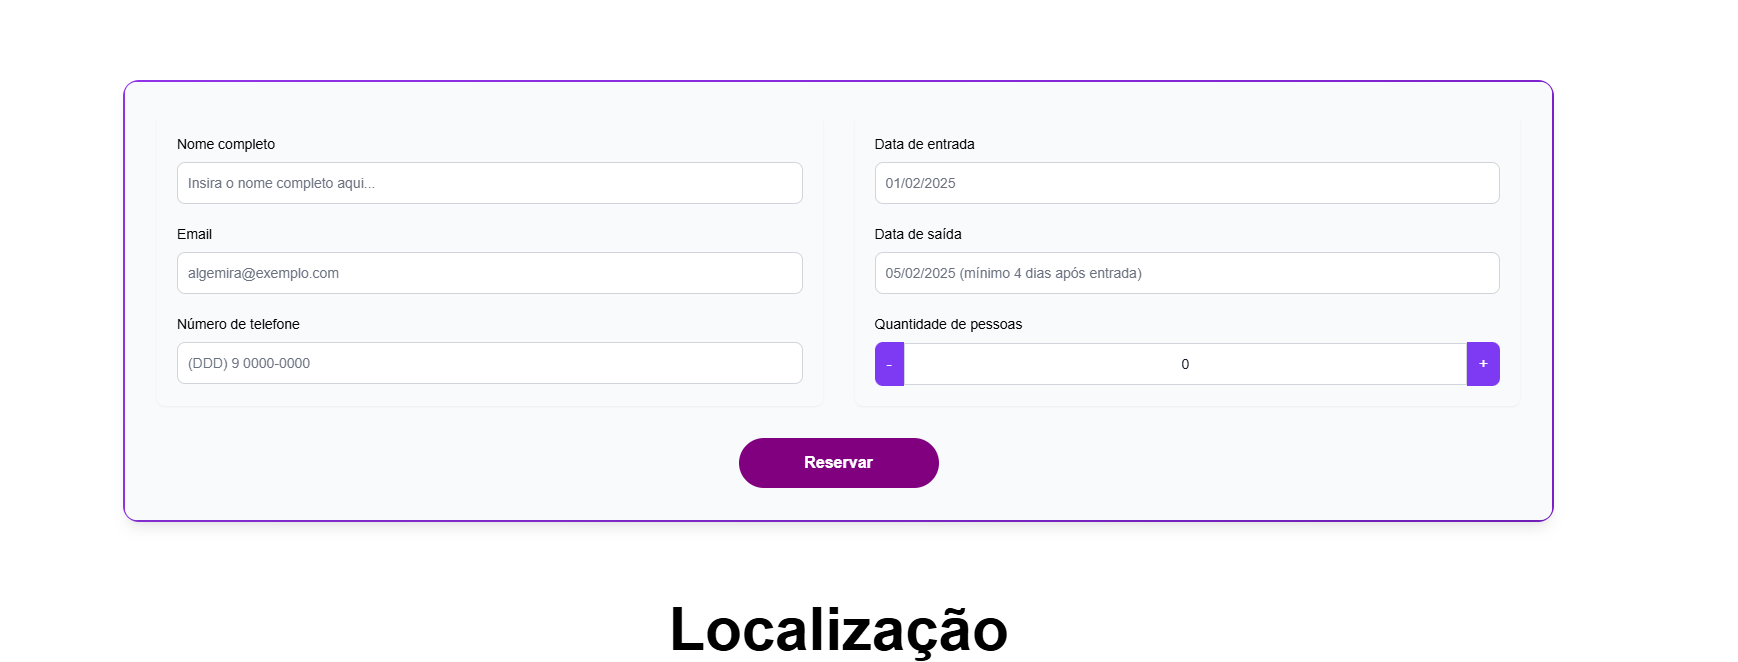 Nome completo
Insira o nome completo aqui...
Email
algemira@exemplo.com
Número de telefone
(DDD) 9 0000-0000
Data de entrada
01/02/2025
Data de saída
05/02/2025 (mínimo 4 dias após entrada)
Quantidade de pessoas
- 0 +
Reservar
Localização